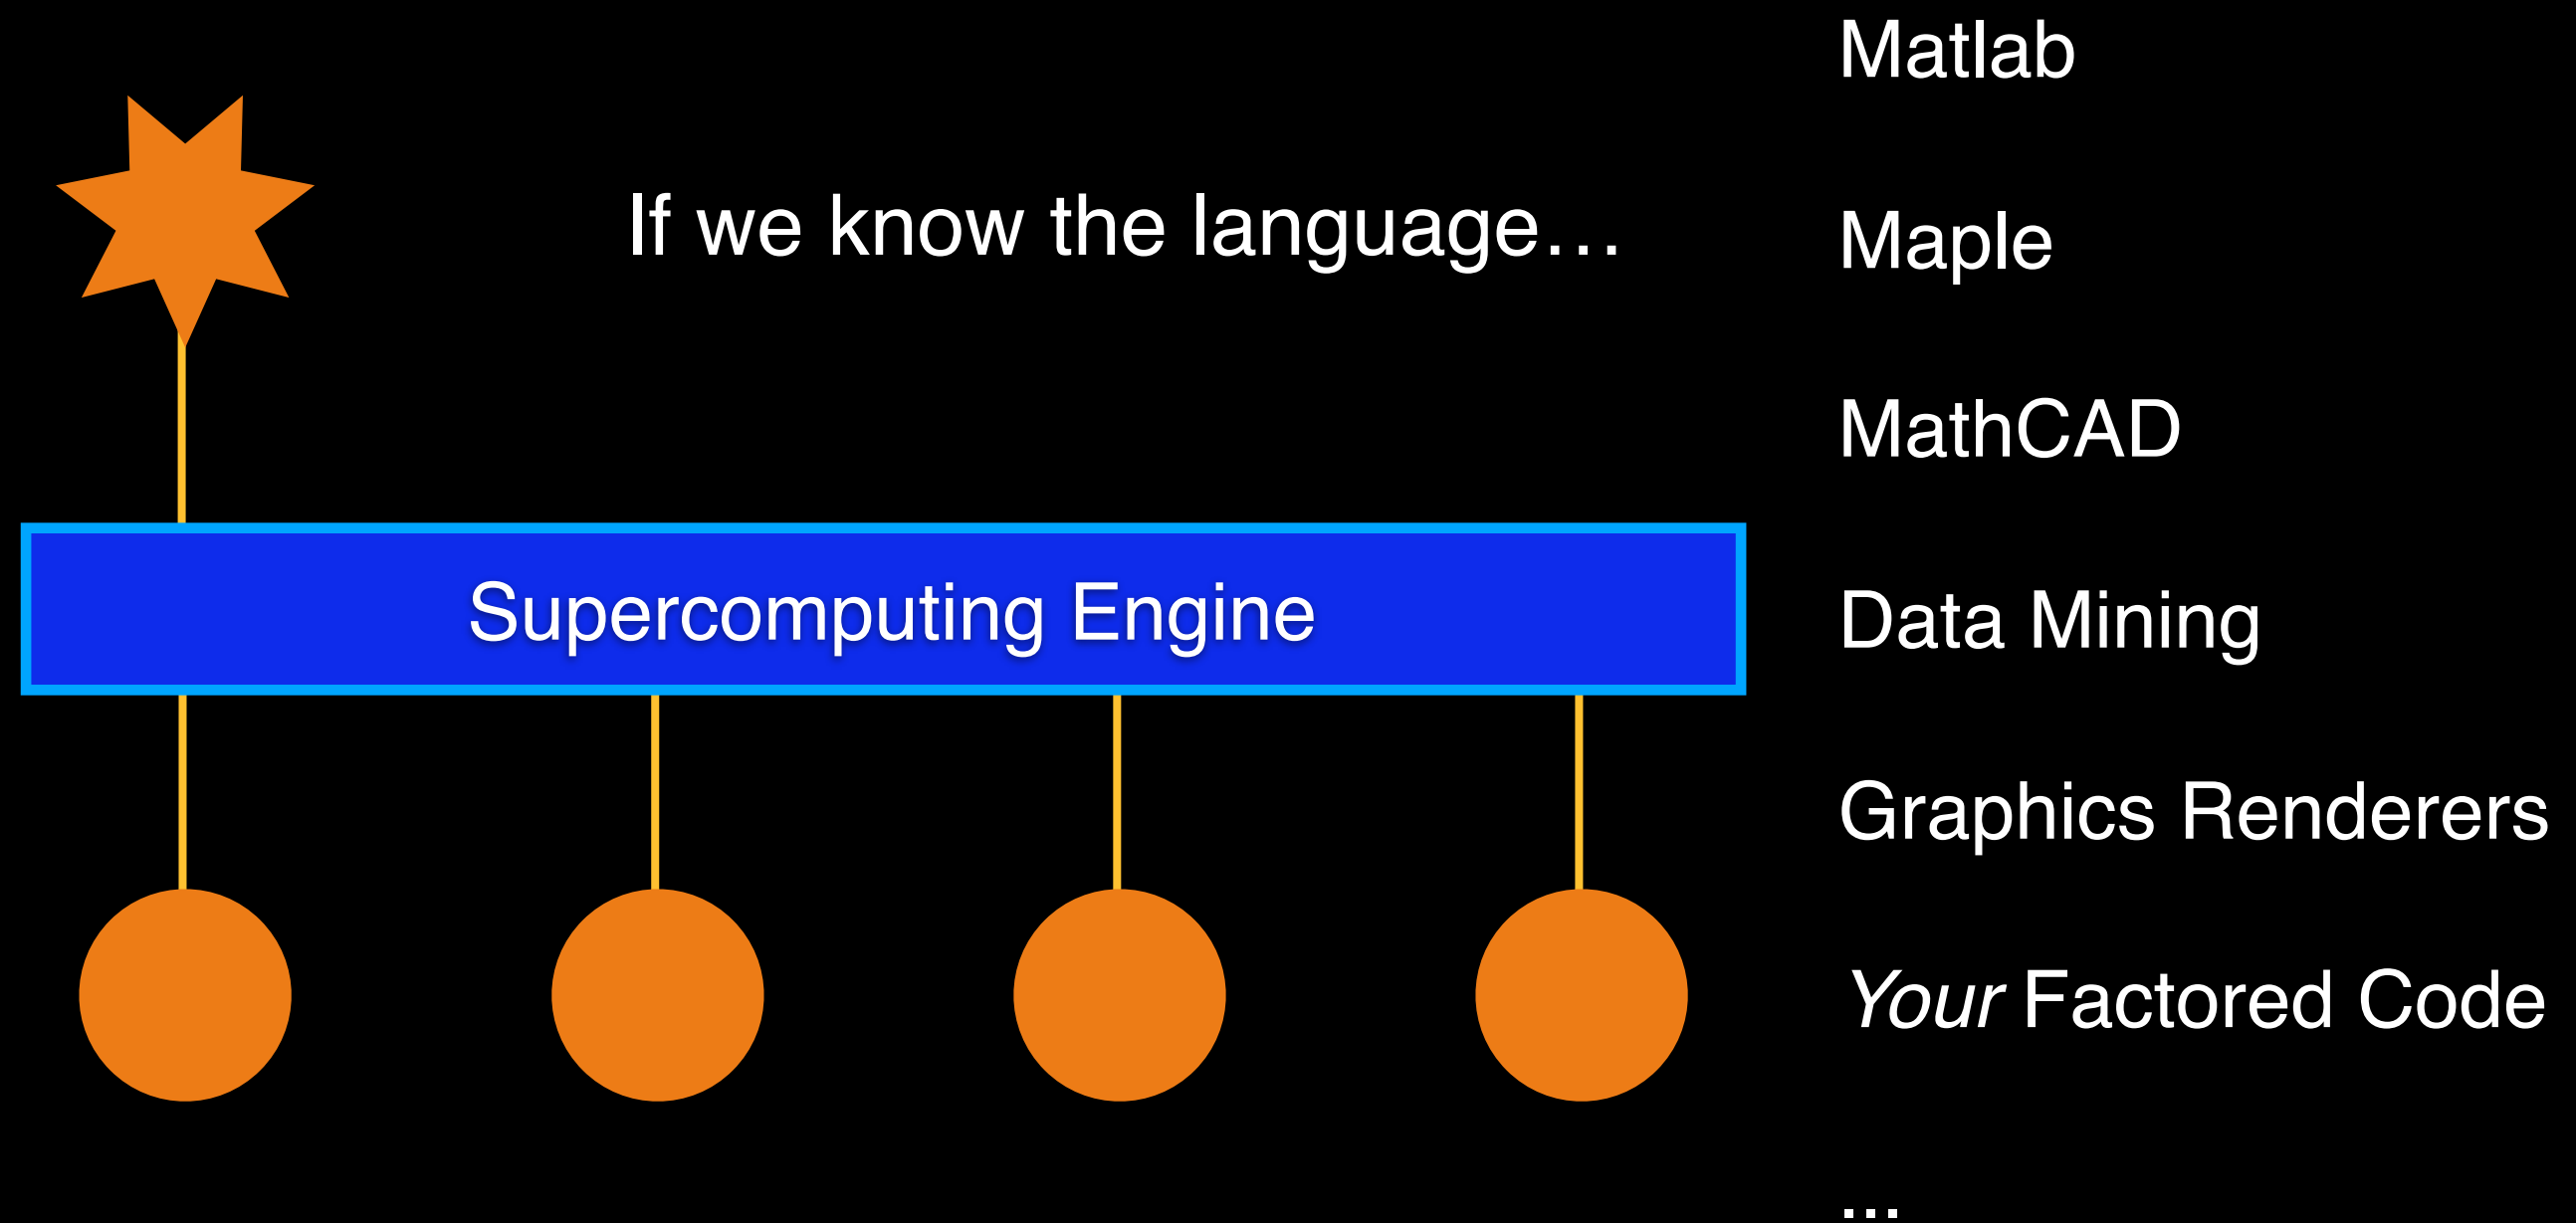 If we know the language…
Supercomputing Engine
Matlab
Maple
MathCAD
Data Mining
Graphics Renderers
Your Factored Code
...